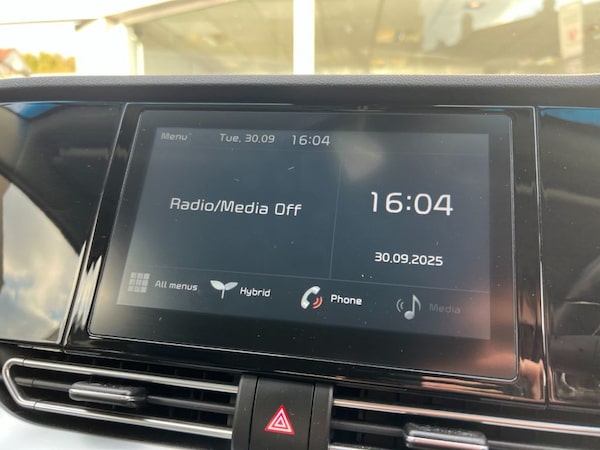 Menu Tue, 30.09 16:04
Radio/Media Off
16:04
30.09.2025
All menus Hybrid Phone Media